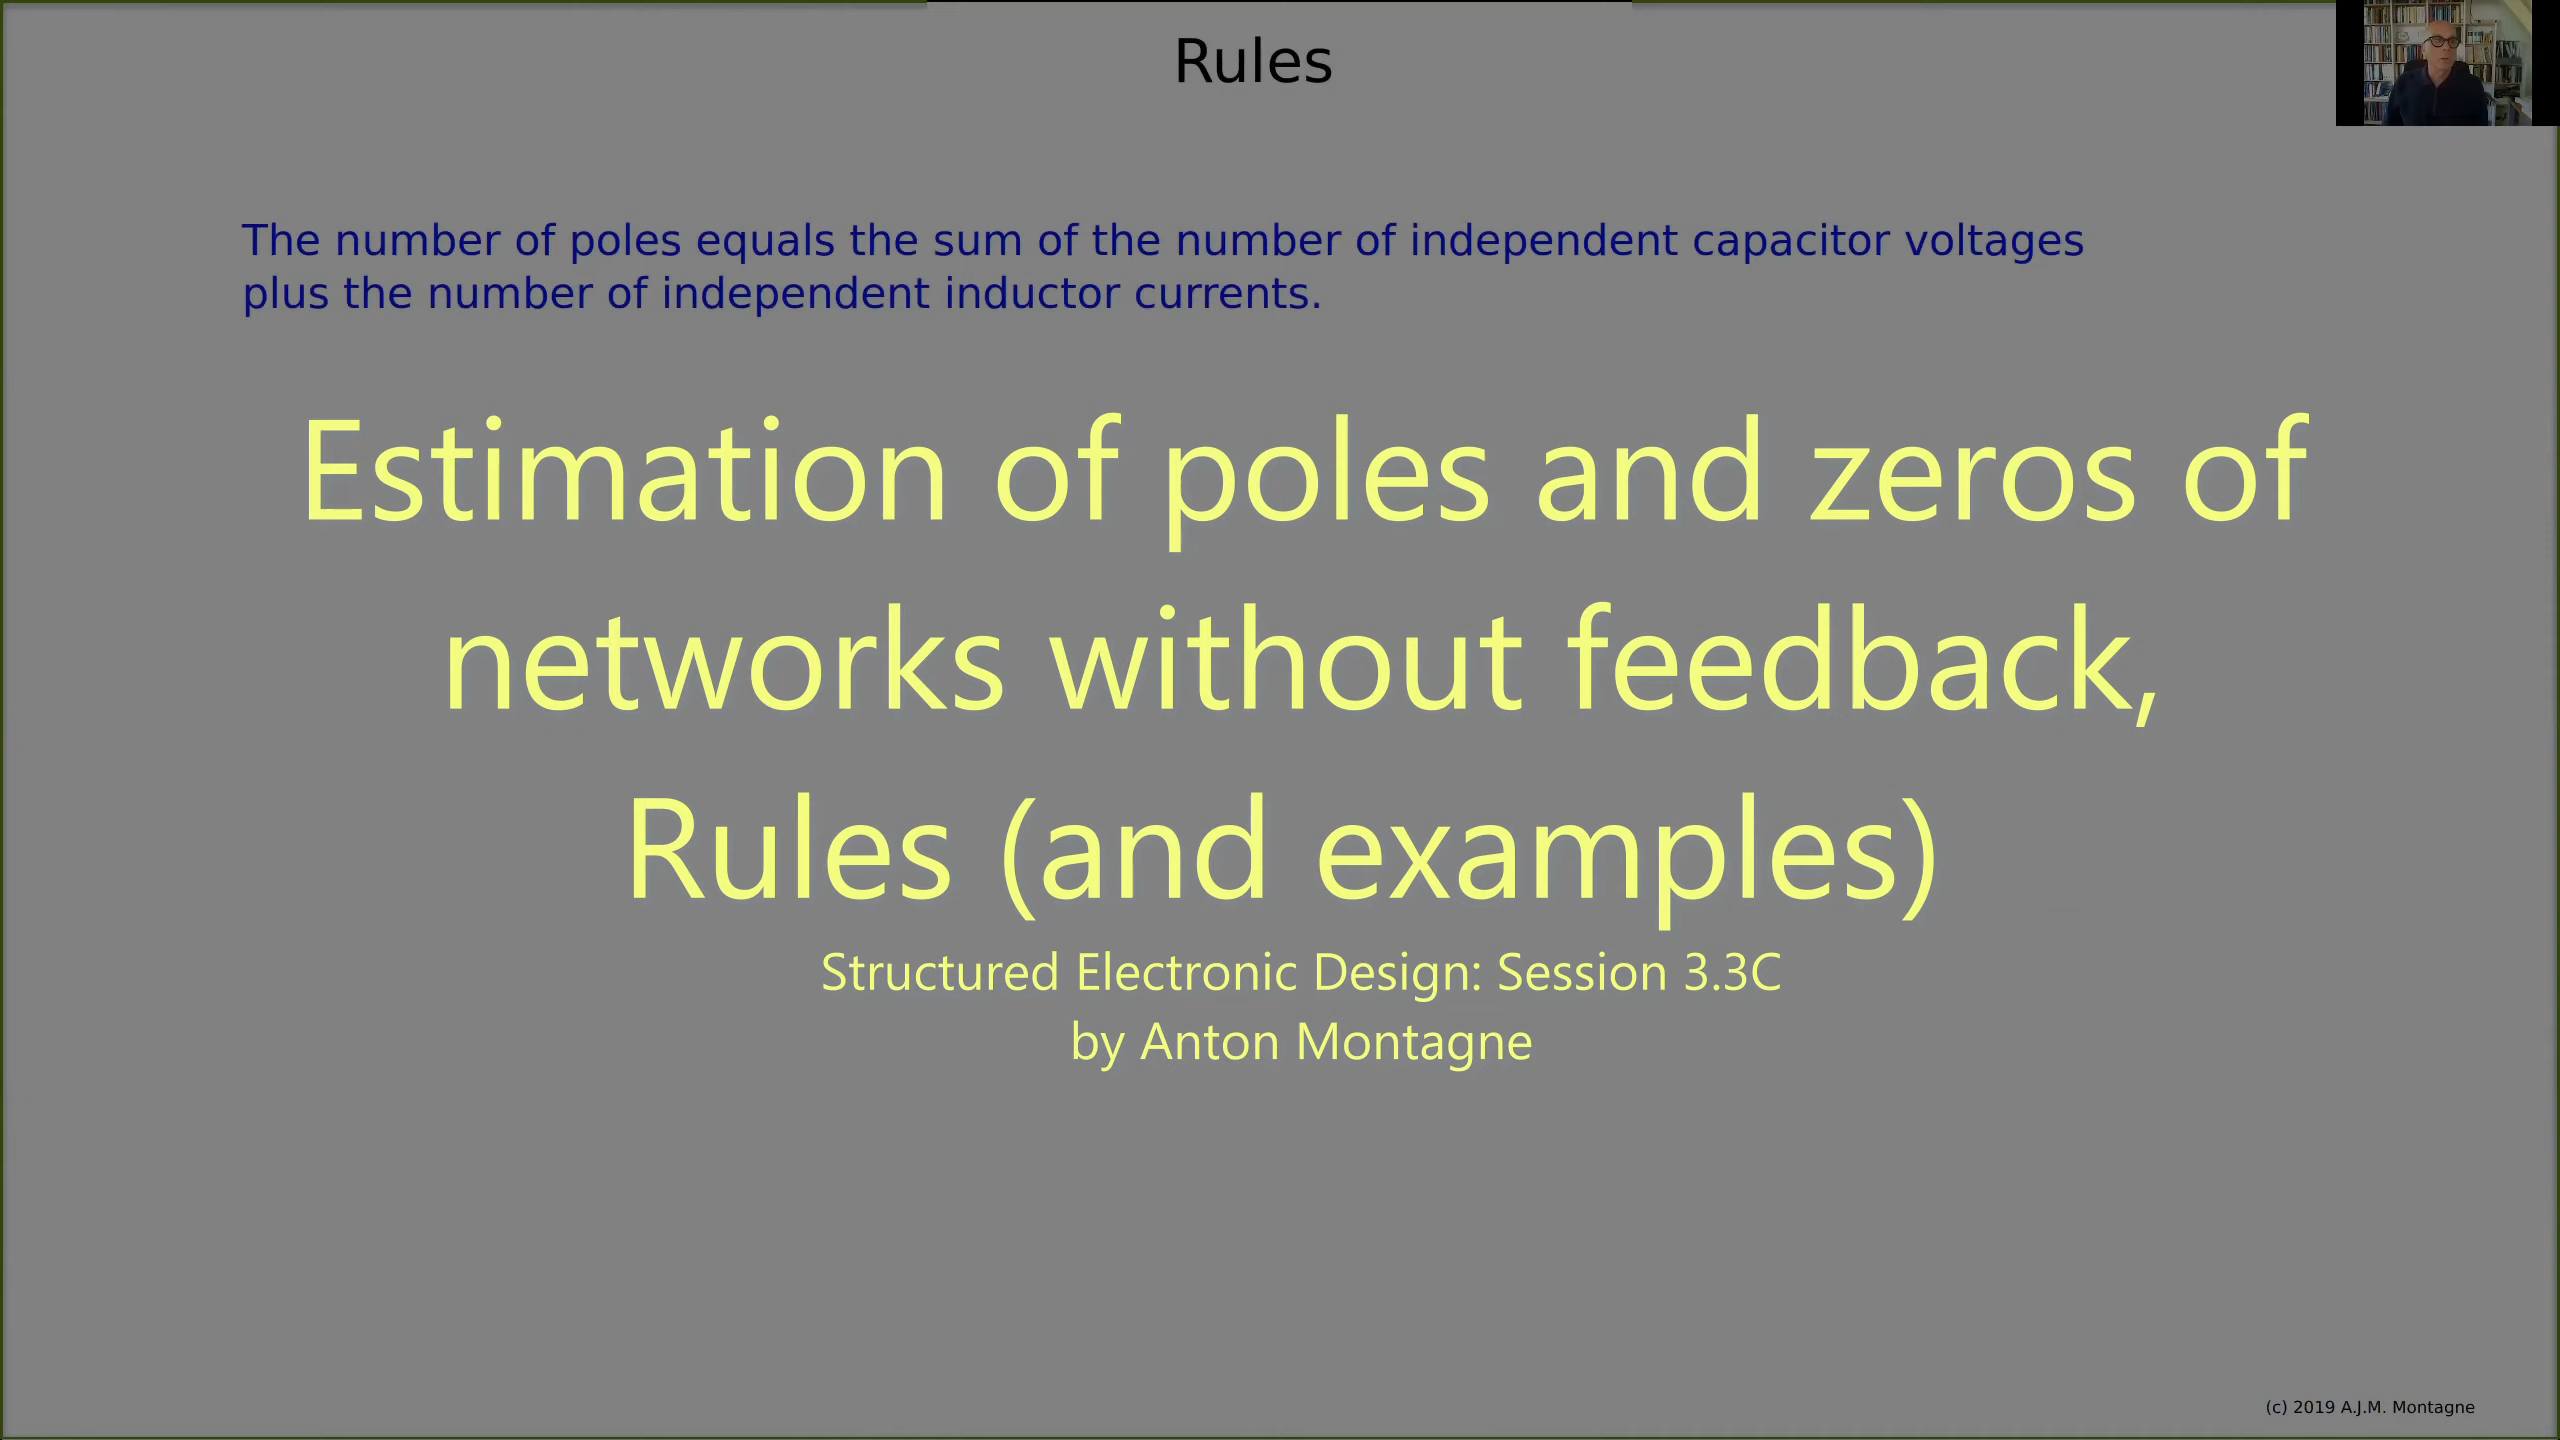 Rules
The number of poles equals the sum of the number of independent capacitor voltages
plus the number of independent inductor currents.
Estimation of poles and zeros of
networks without feedback,
Rules (and examples)
Structured Electronic Design: Session 3.3C
by Anton Montagne
(c) 2019 A.J.M. Montagne